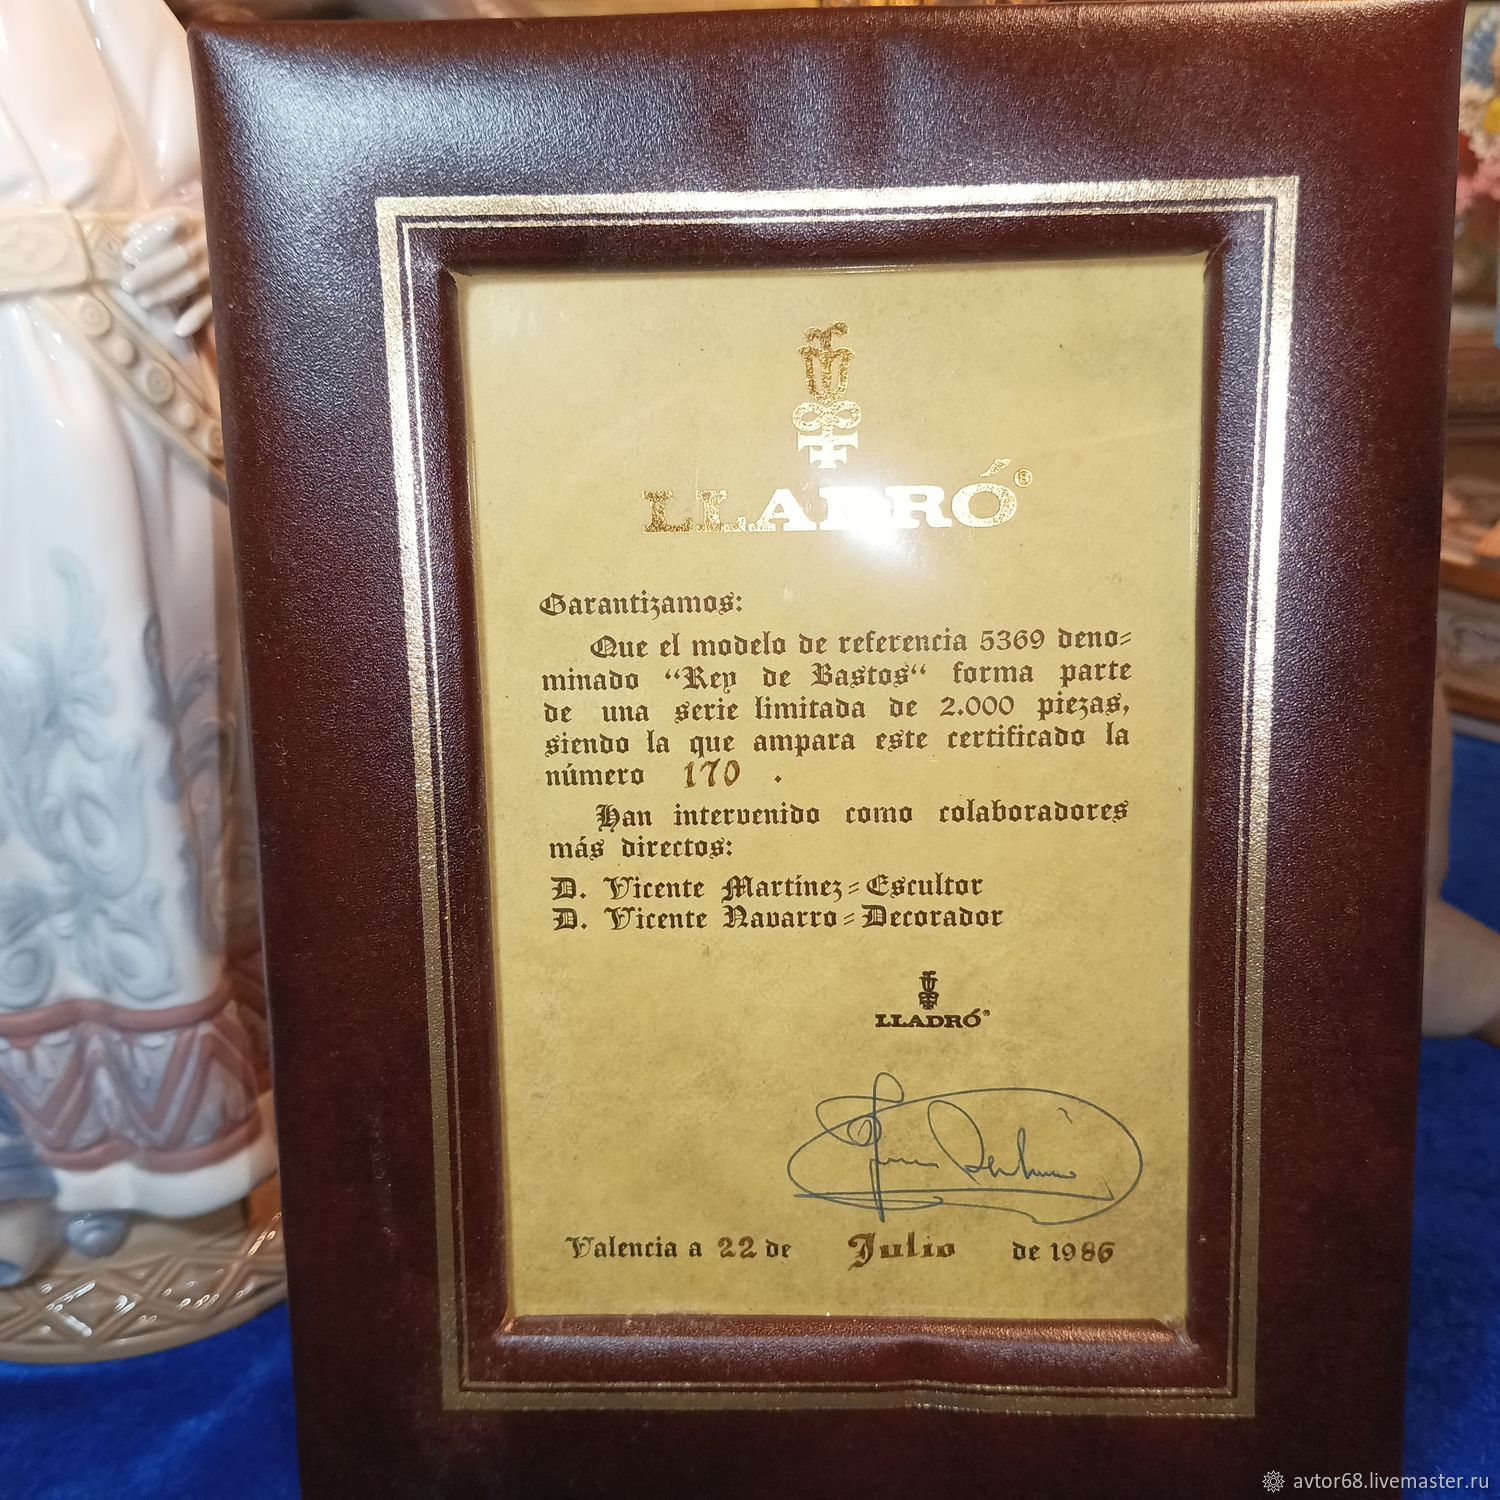 LLADRÓ®
Garantizamos:
Que el modelo de referencia 5369 deno=
minado “Rey de Bastos“ forma parte
de una serie limitada de 2.000 piezas,
siendo la que ampara este certificado la
número 170 .
Han intervenido como colaboradores
más directos:
D. Vicente Martínez=Escultor
D. Vicente Navarro=Decorador
LLADRÓ®
Valencia a 22 de Julio de 1986
avtor68.livemaster.ru